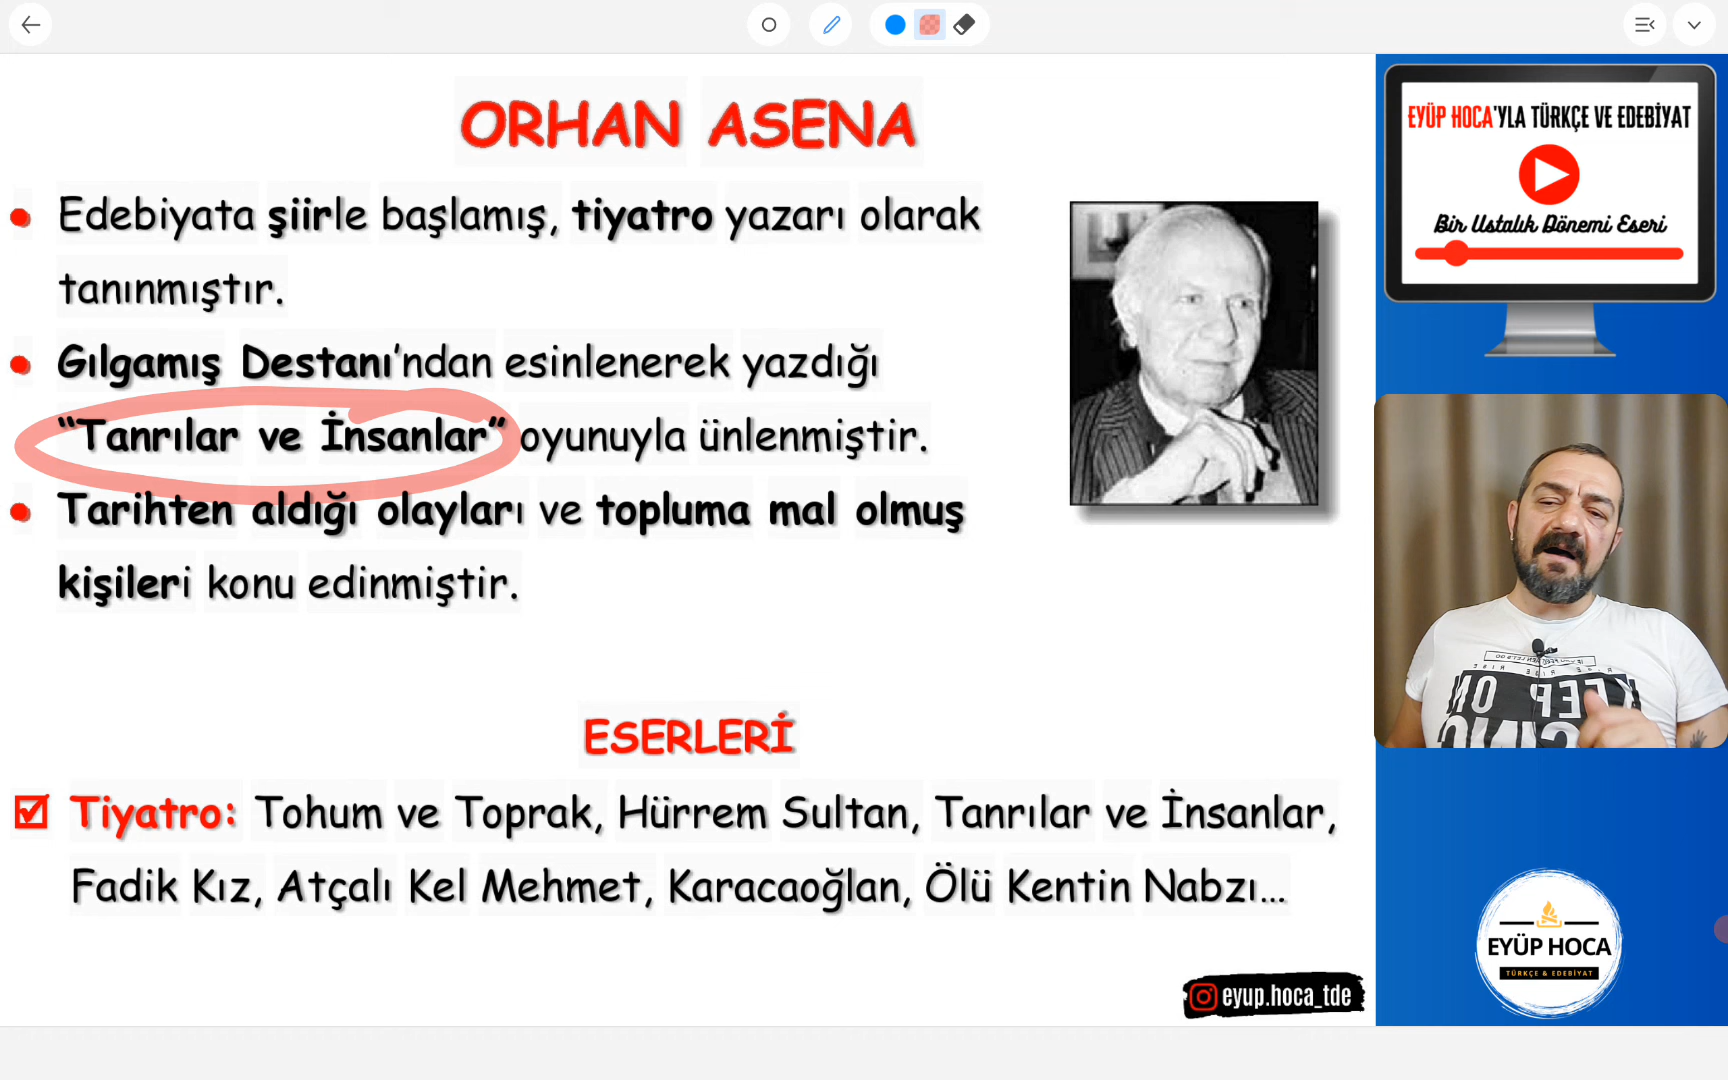 ORHAN ASENA
Edebiyata şiirle başlamış, tiyatro yazarı olarak
tanınmıştır.
Gılgamış Destanı'ndan esinlenerek yazdığı
“Tanrılar ve İnsanlar” oyunuyla ünlenmiştir.
Tarihten aldığı olayları ve topluma mal olmuş
kişileri konu edinmiştir.
ESERLERİ
Tiyatro: Tohum ve Toprak, Hürrem Sultan, Tanrılar ve İnsanlar,
Fadik Kız, Atçalı Kel Mehmet, Karacaoğlan, Ölü Kentin Nabzı...
eyup.hoca_tde
EYÜP HOCA'YLA TÜRKÇE VE EDEBİYAT
Bir Ustalık Dönemi Eseri
EYÜP HOCA
TÜRKÇE & EDEBİYAT